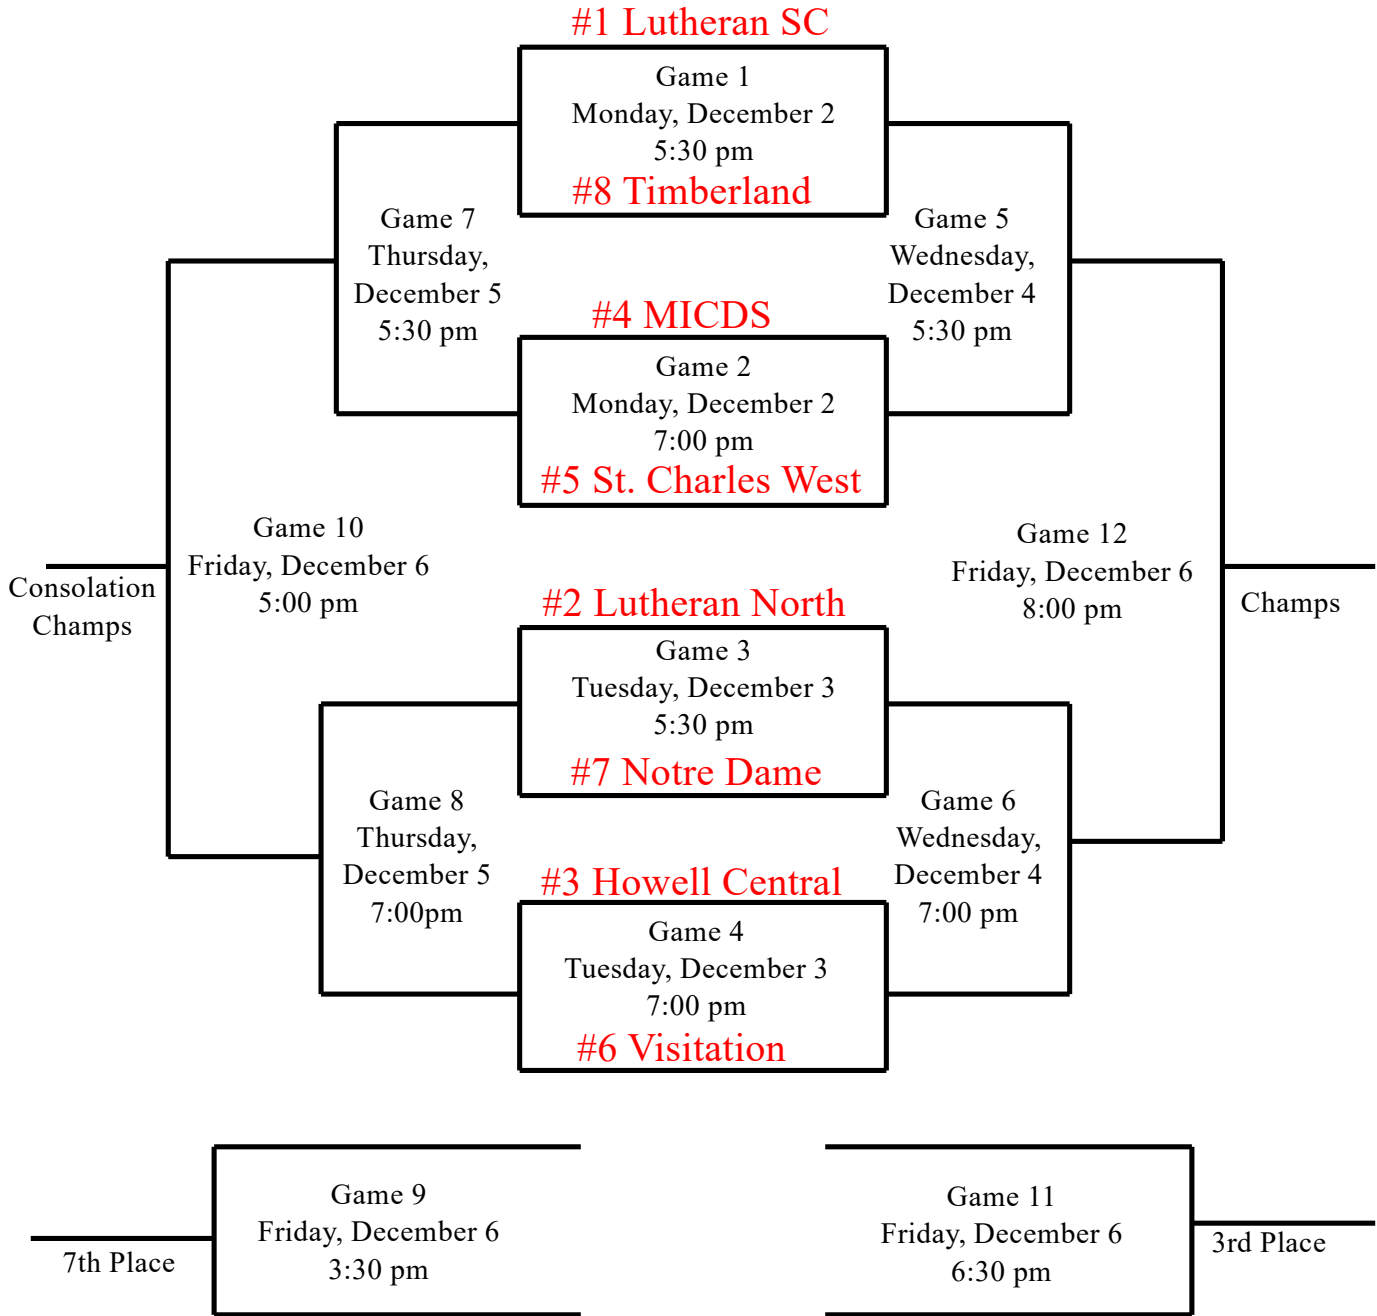 #1 Lutheran SC
Game 1
Monday, December 2
5:30 pm
#8 Timberland
Game 7
Thursday,
December 5
5:30 pm
Game 5
Wednesday,
December 4
5:30 pm
#4 MICDS
Game 2
Monday, December 2
7:00 pm
#5 St. Charles West
Game 10
Friday, December 6
5:00 pm
Consolation
Champs
Game 12
Friday, December 6
8:00 pm
Champs
#2 Lutheran North
Game 3
Tuesday, December 3
5:30 pm
#7 Notre Dame
Game 8
Thursday,
December 5
7:00pm
Game 6
Wednesday,
December 4
7:00 pm
#3 Howell Central
Game 4
Tuesday, December 3
7:00 pm
#6 Visitation
Game 9
Friday, December 6
3:30 pm
7th Place
Game 11
Friday, December 6
6:30 pm
3rd Place